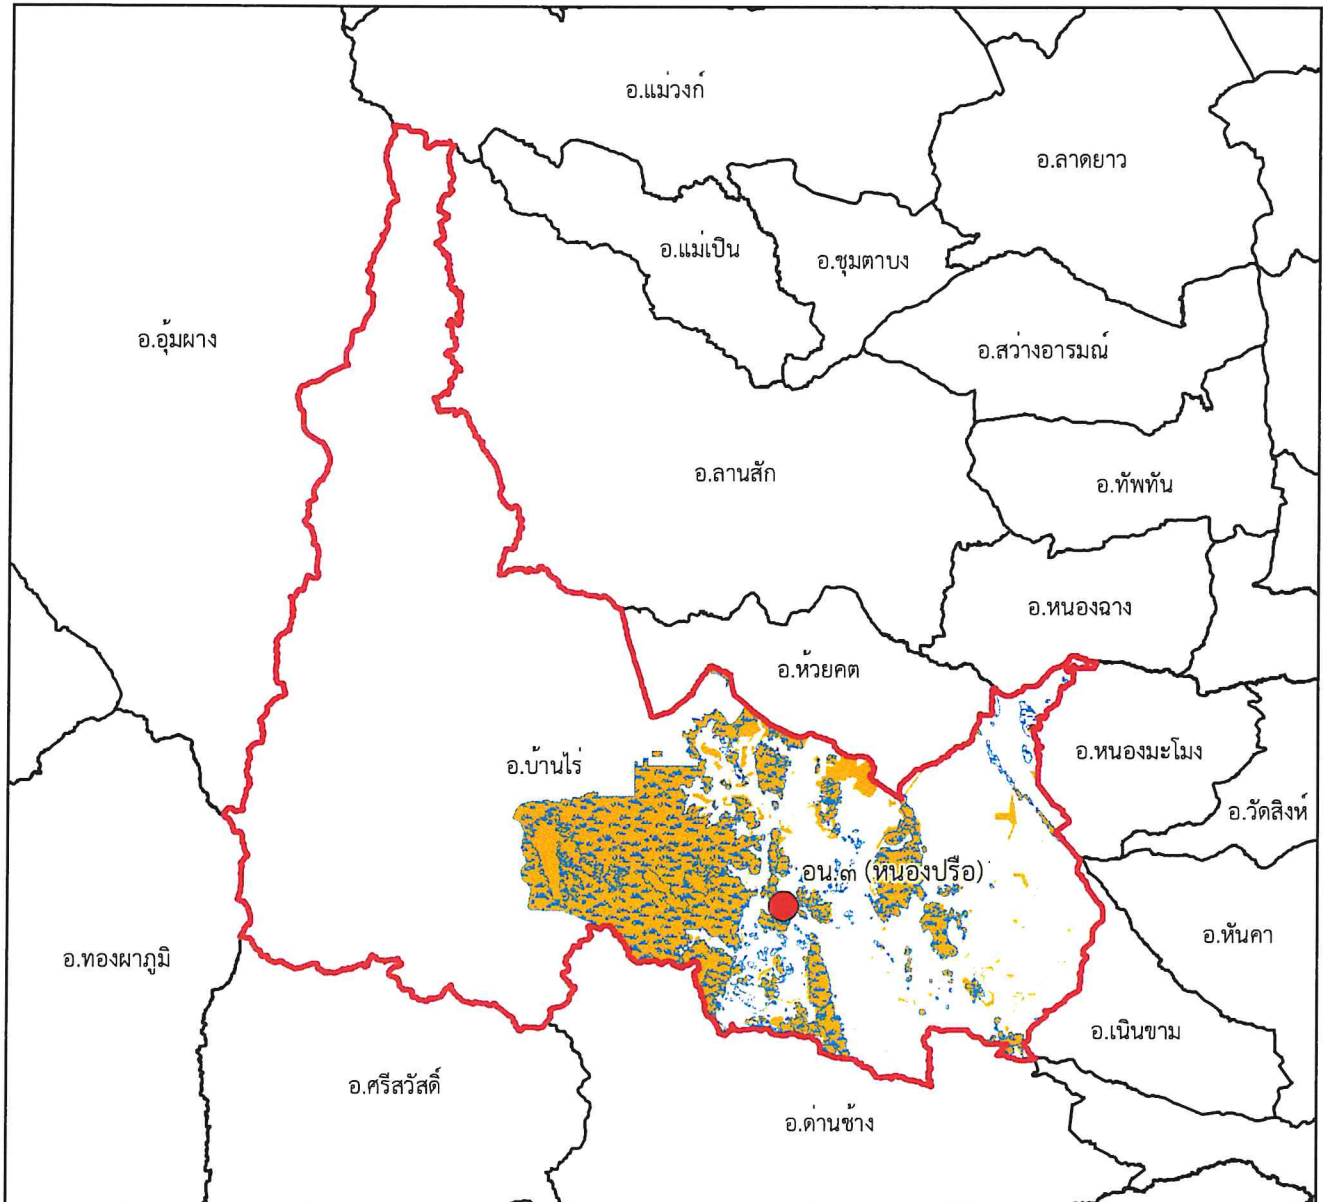 อ.แม่วงก์
อ.ลาดยาว
อ.แม่เปิน
อ.ชุมตาบง
อ.อุ้มผาง
อ.สว่างอารมณ์
อ.ลานสัก
อ.ทัพทัน
อ.หนองฉาง
อ.ห้วยคต
อ.หนองมะโมง
อ.บ้านไร่
อ.วัดสิงห์
อน.๓ (หนองปรือ)
อ.หันคา
อ.ทองผาภูมิ
อ.เนินขาม
อ.ศรีสวัสดิ์
อ.ด่านช้าง